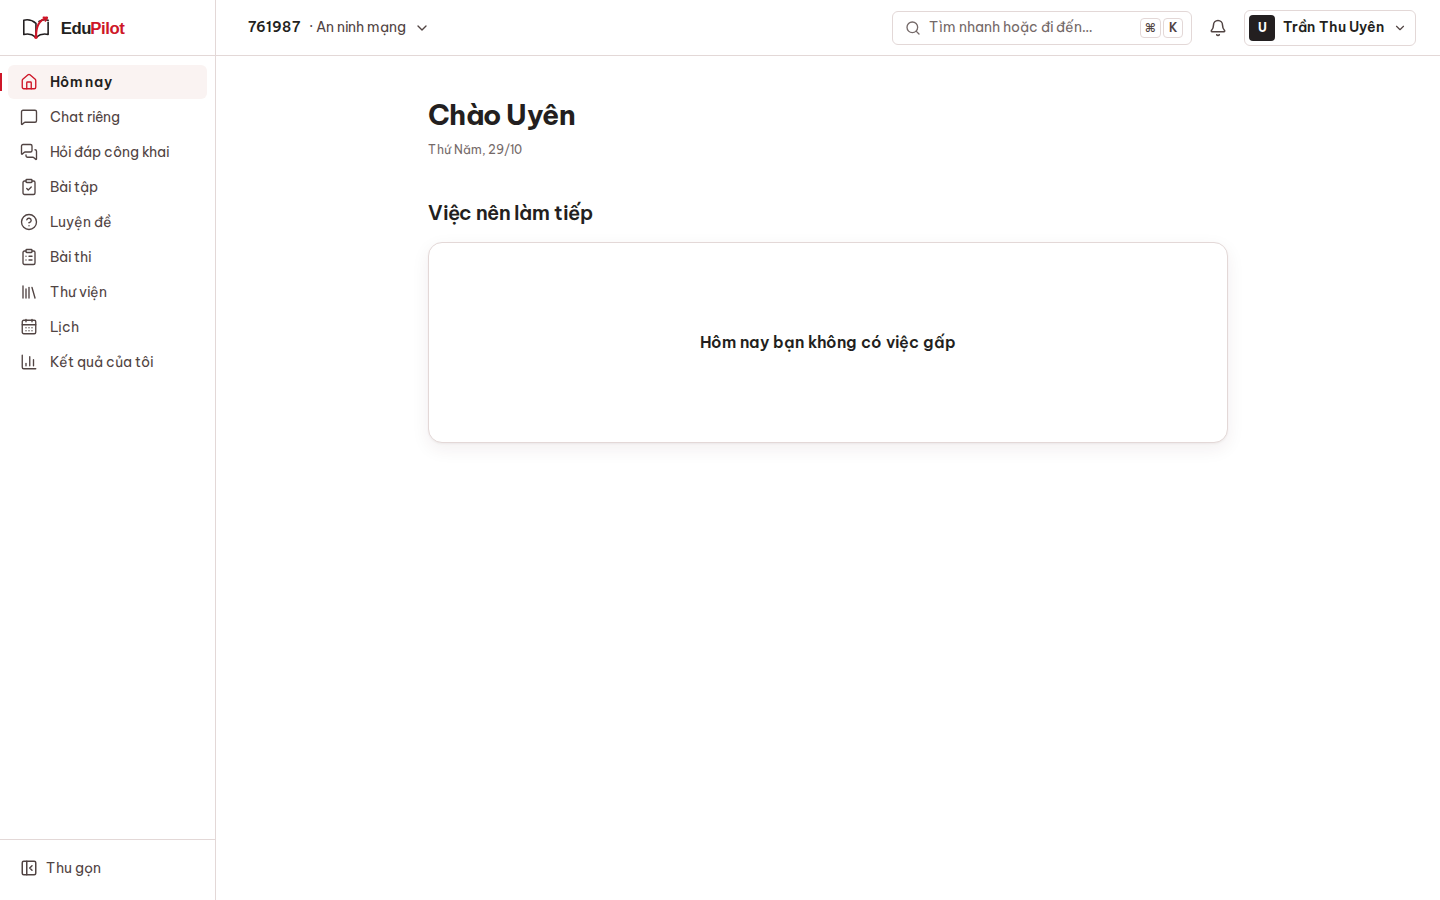 EduPilot
761987 · An ninh mạng
Tìm nhanh hoặc đi đến...
⌘ K
U Trần Thu Uyên
Hôm nay
Chat riêng
Hỏi đáp công khai
Bài tập
Luyện đề
Bài thi
Thư viện
Lịch
Kết quả của tôi
Thu gọn
Chào Uyên
Thứ Năm, 29/10
Việc nên làm tiếp
Hôm nay bạn không có việc gấp